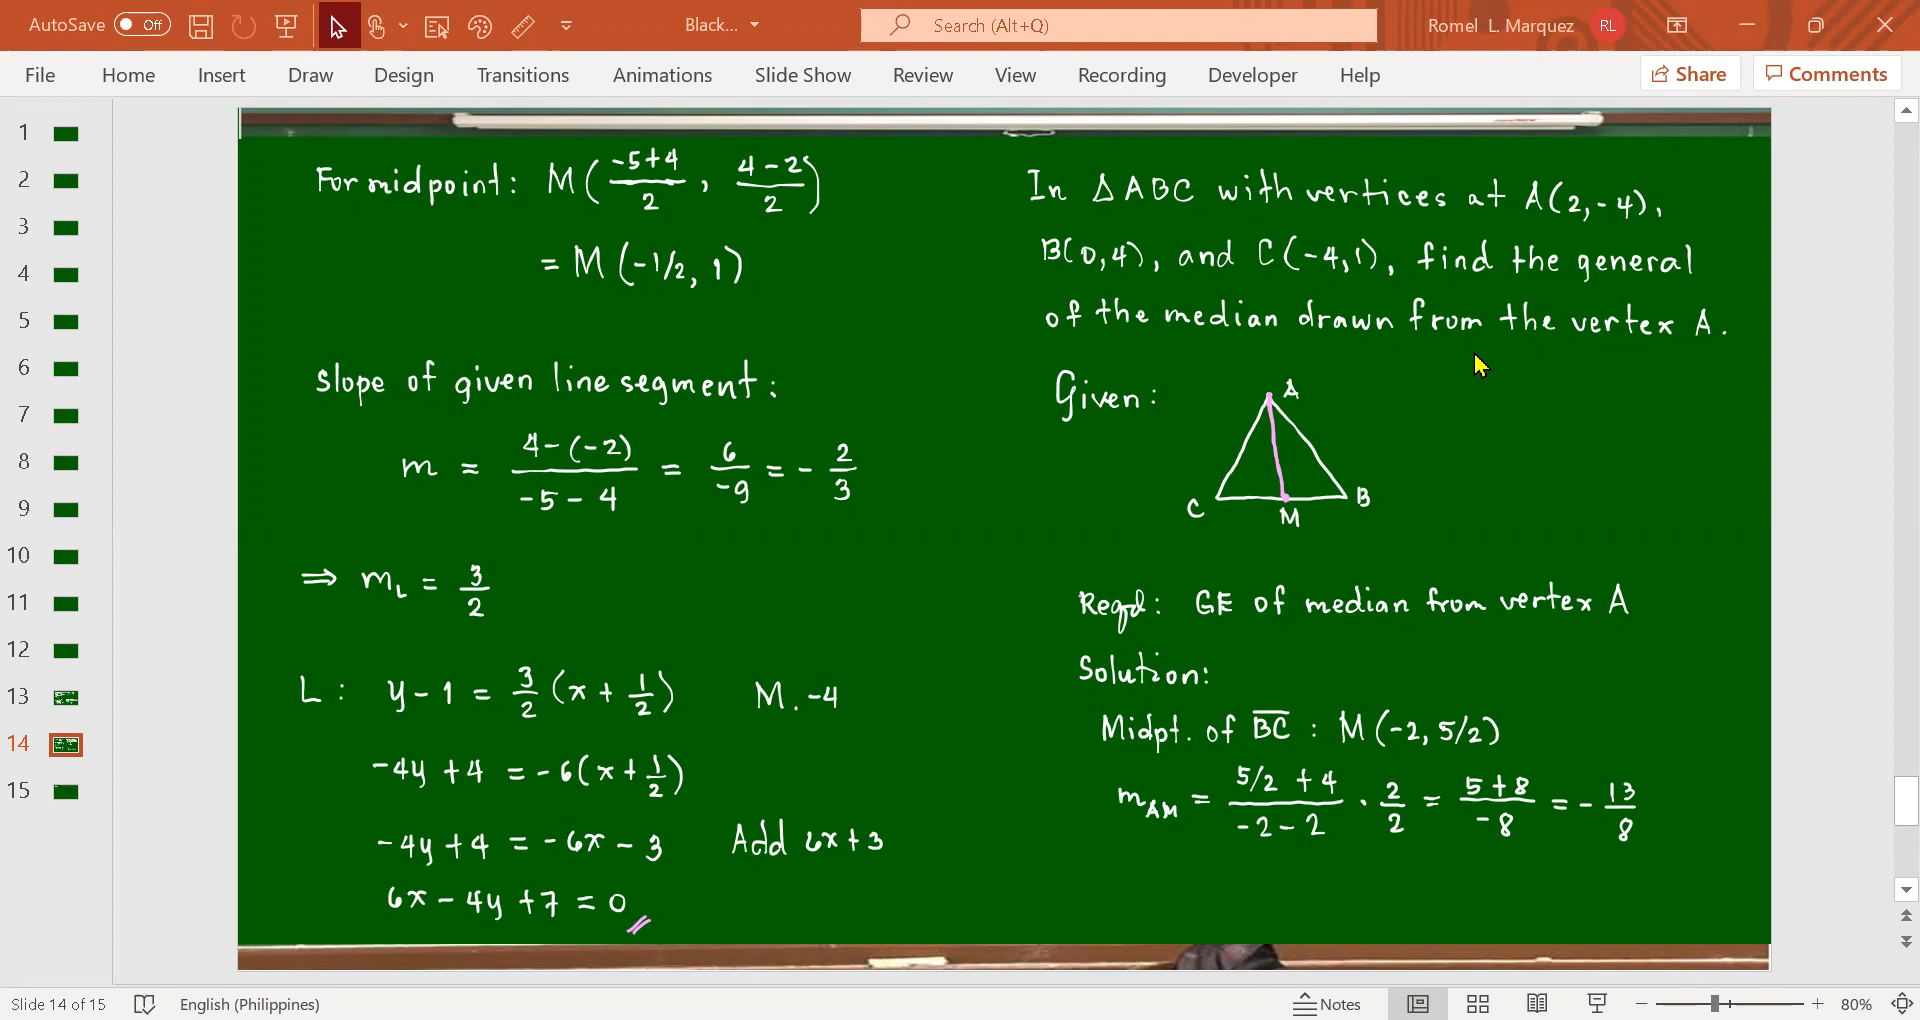 AutoSave Off
Black...
Search (Alt+Q)
Romel L. Marquez RL
File Home Insert Draw Design Transitions Animations Slide Show Review View Recording Developer Help Share Comments
1
2
3
4
5
6
7
8
9
10
11
12
13
14
15
For midpoint: M(-5+4/2, 4-2/2)
= M(-1/2, 1)
Slope of given line segment:
m = 4-(-2)/-5-4 = 6/-9 = -2/3
⇒ m_L = 3/2
L: y-1 = 3/2(x+1/2) M. -4
-4y+4 = -6(x+1/2)
-4y+4 = -6x-3 Add 6x+3
6x-4y+7=0
In △ABC with vertices at A(2,-4),
B(0,4), and C(-4,1), find the general
of the median drawn from the vertex A.
Given:
A
C
B
M
Reqd: GE of median from vertex A
Solution:
Midpt. of B̅C̅ : M(-2, 5/2)
m_AM = 5/2+4/-2-2 · 2/2 = 5+8/-8 = -13/8
Slide 14 of 15
English (Philippines)
Notes
80%